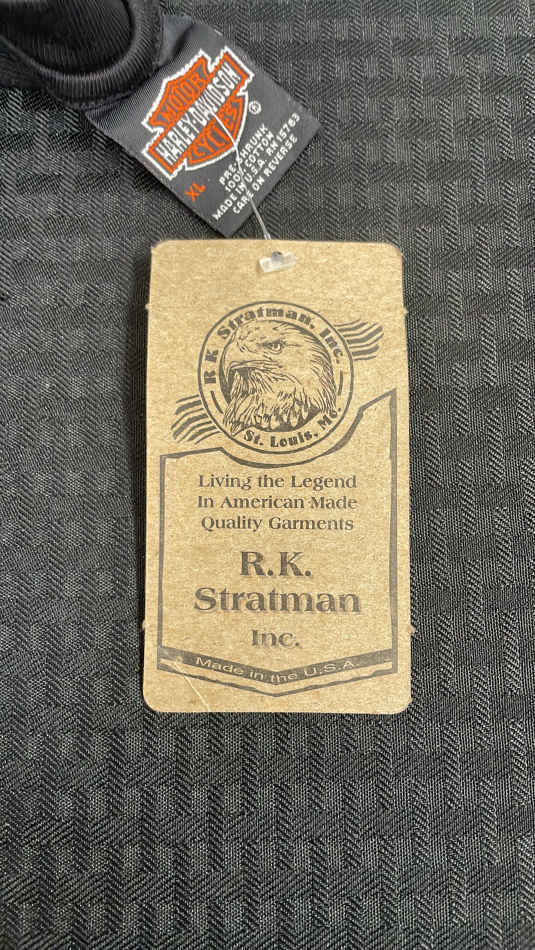 MOTOR
HARLEY-DAVIDSON
CYCLES
®
XL
PRE-SHRUNK
100% COTTON
MADE IN U.S.A. RN 15763
CARE ON REVERSE
R K Stratman, Inc.
St. Louis, Mo.
Living the Legend
In American Made
Quality Garments
R.K.
Stratman
Inc.
Made in the U.S.A.